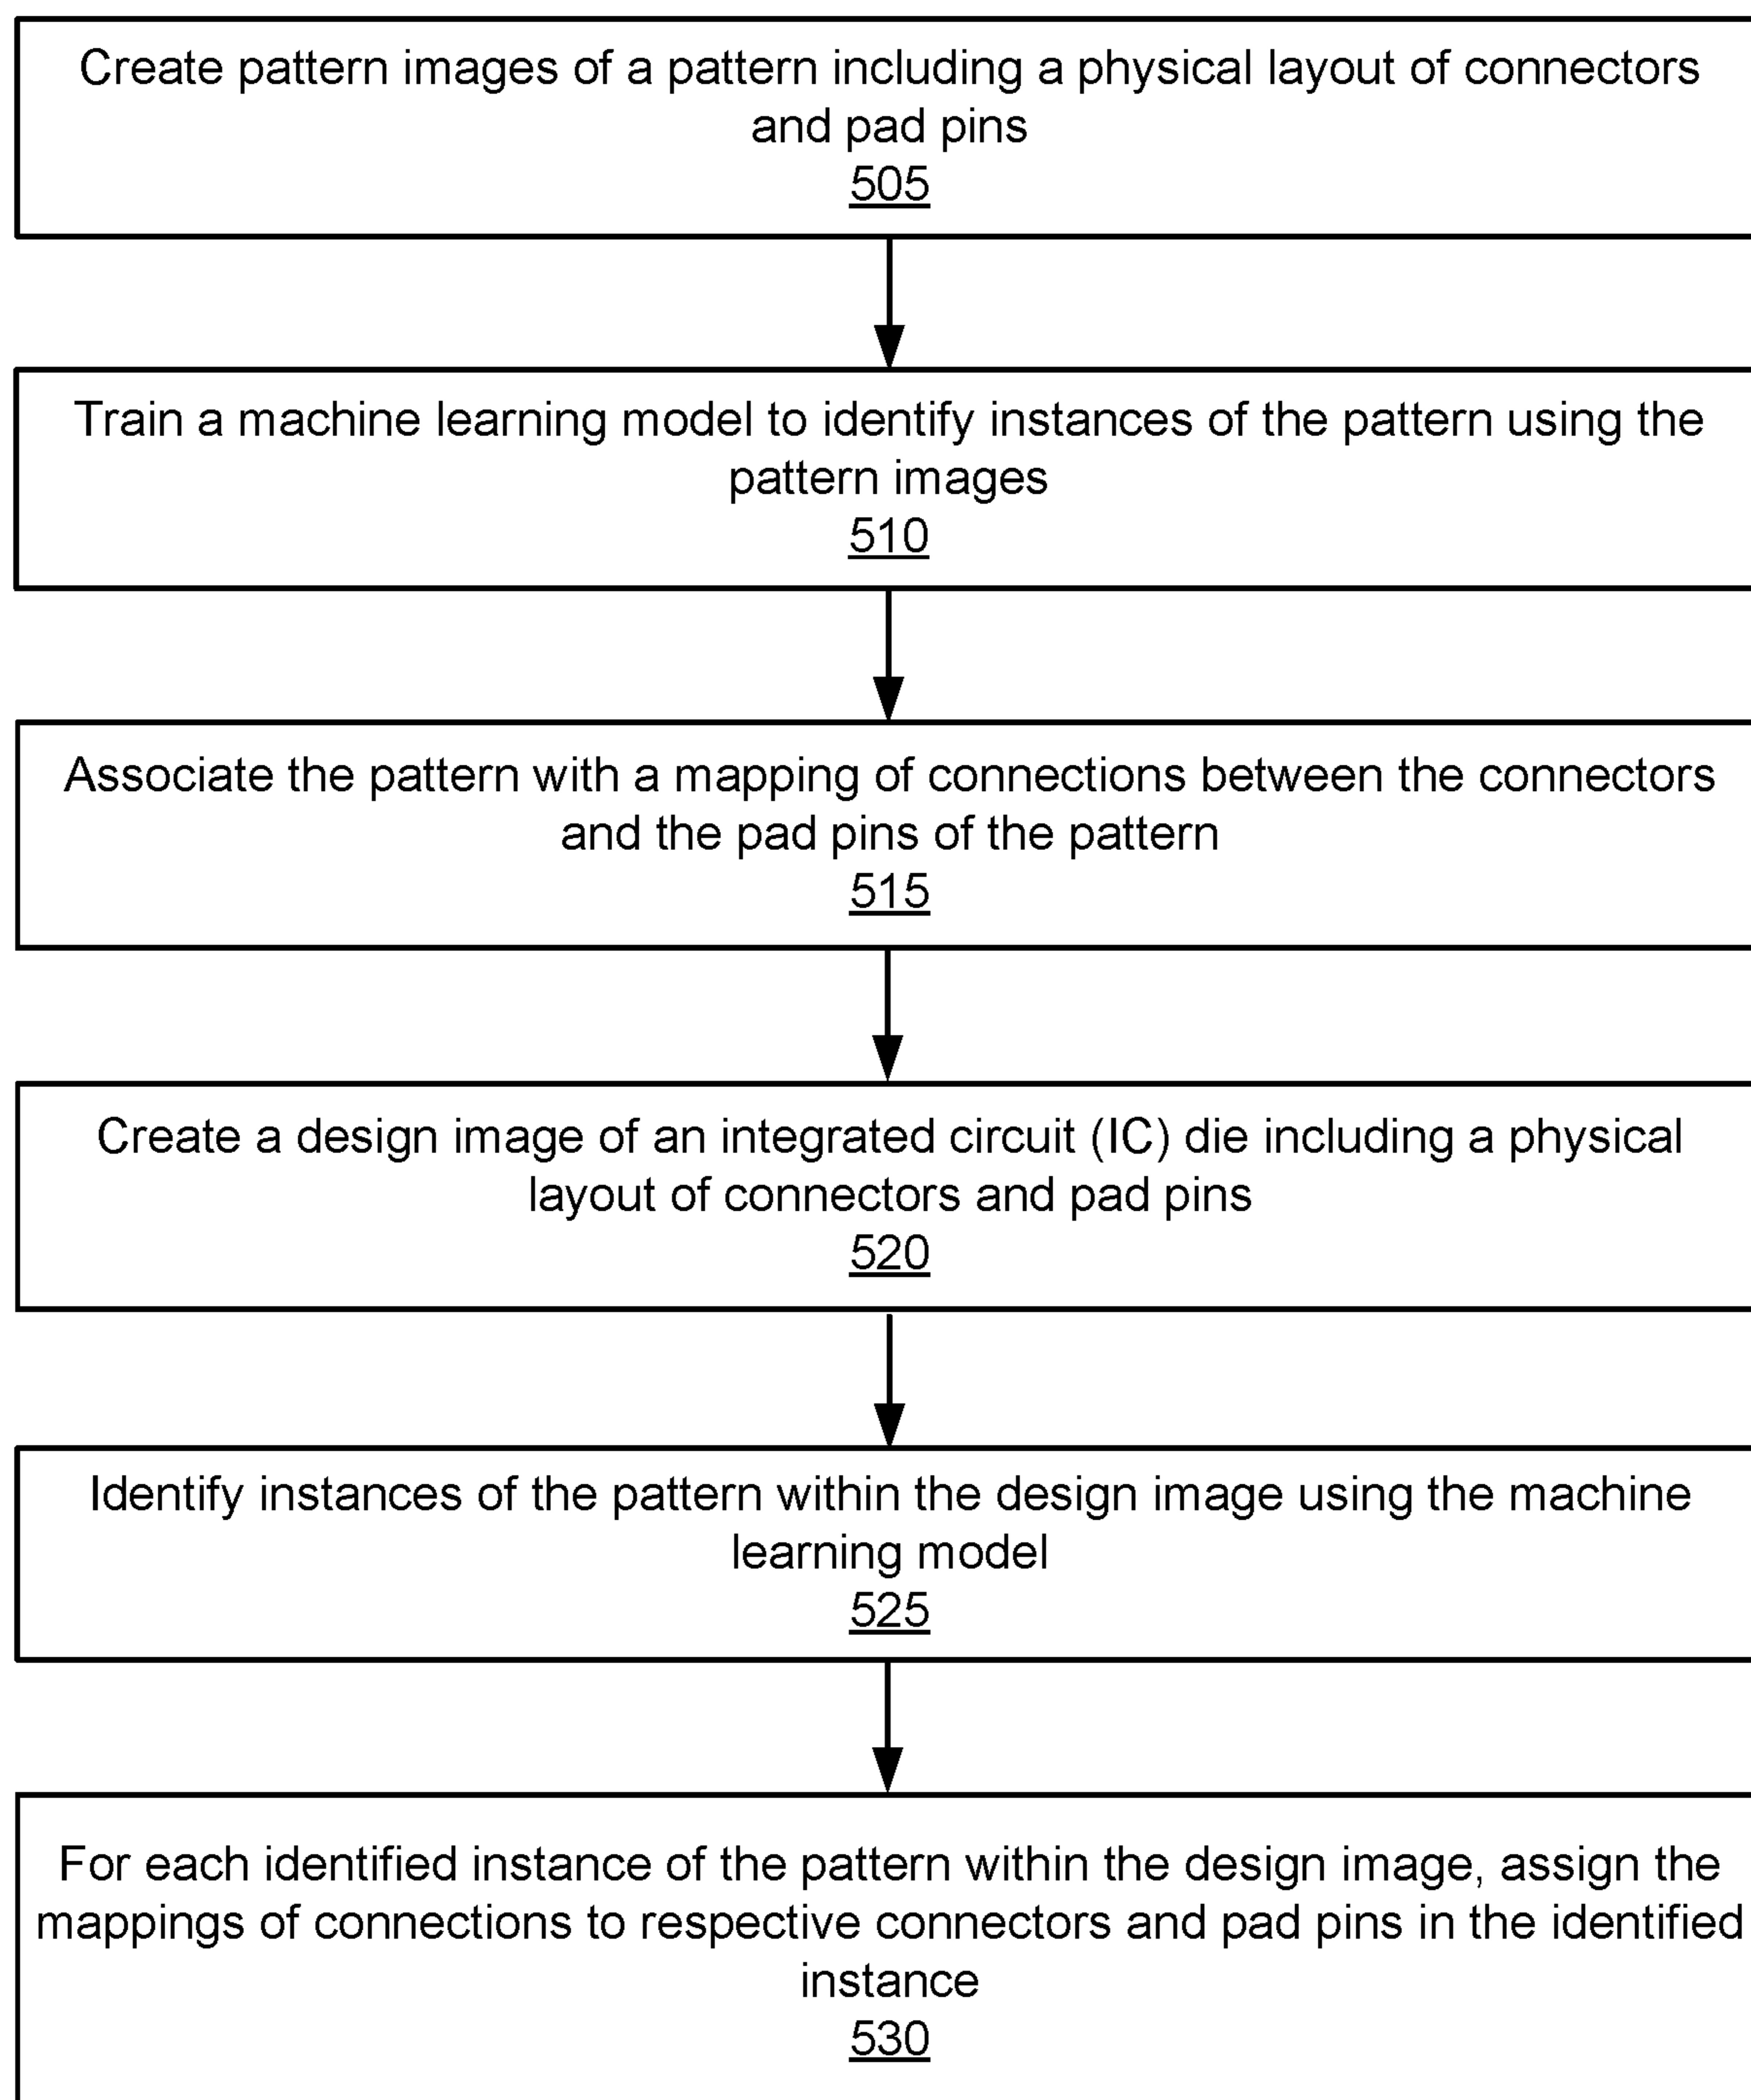 Create pattern images of a pattern including a physical layout of connectors
and pad pins
505
Train a machine learning model to identify instances of the pattern using the
pattern images
510
Associate the pattern with a mapping of connections between the connectors
and the pad pins of the pattern
515
Create a design image of an integrated circuit (IC) die including a physical
layout of connectors and pad pins
520
Identify instances of the pattern within the design image using the machine
learning model
525
For each identified instance of the pattern within the design image, assign the
mappings of connections to respective connectors and pad pins in the identified
instance
530